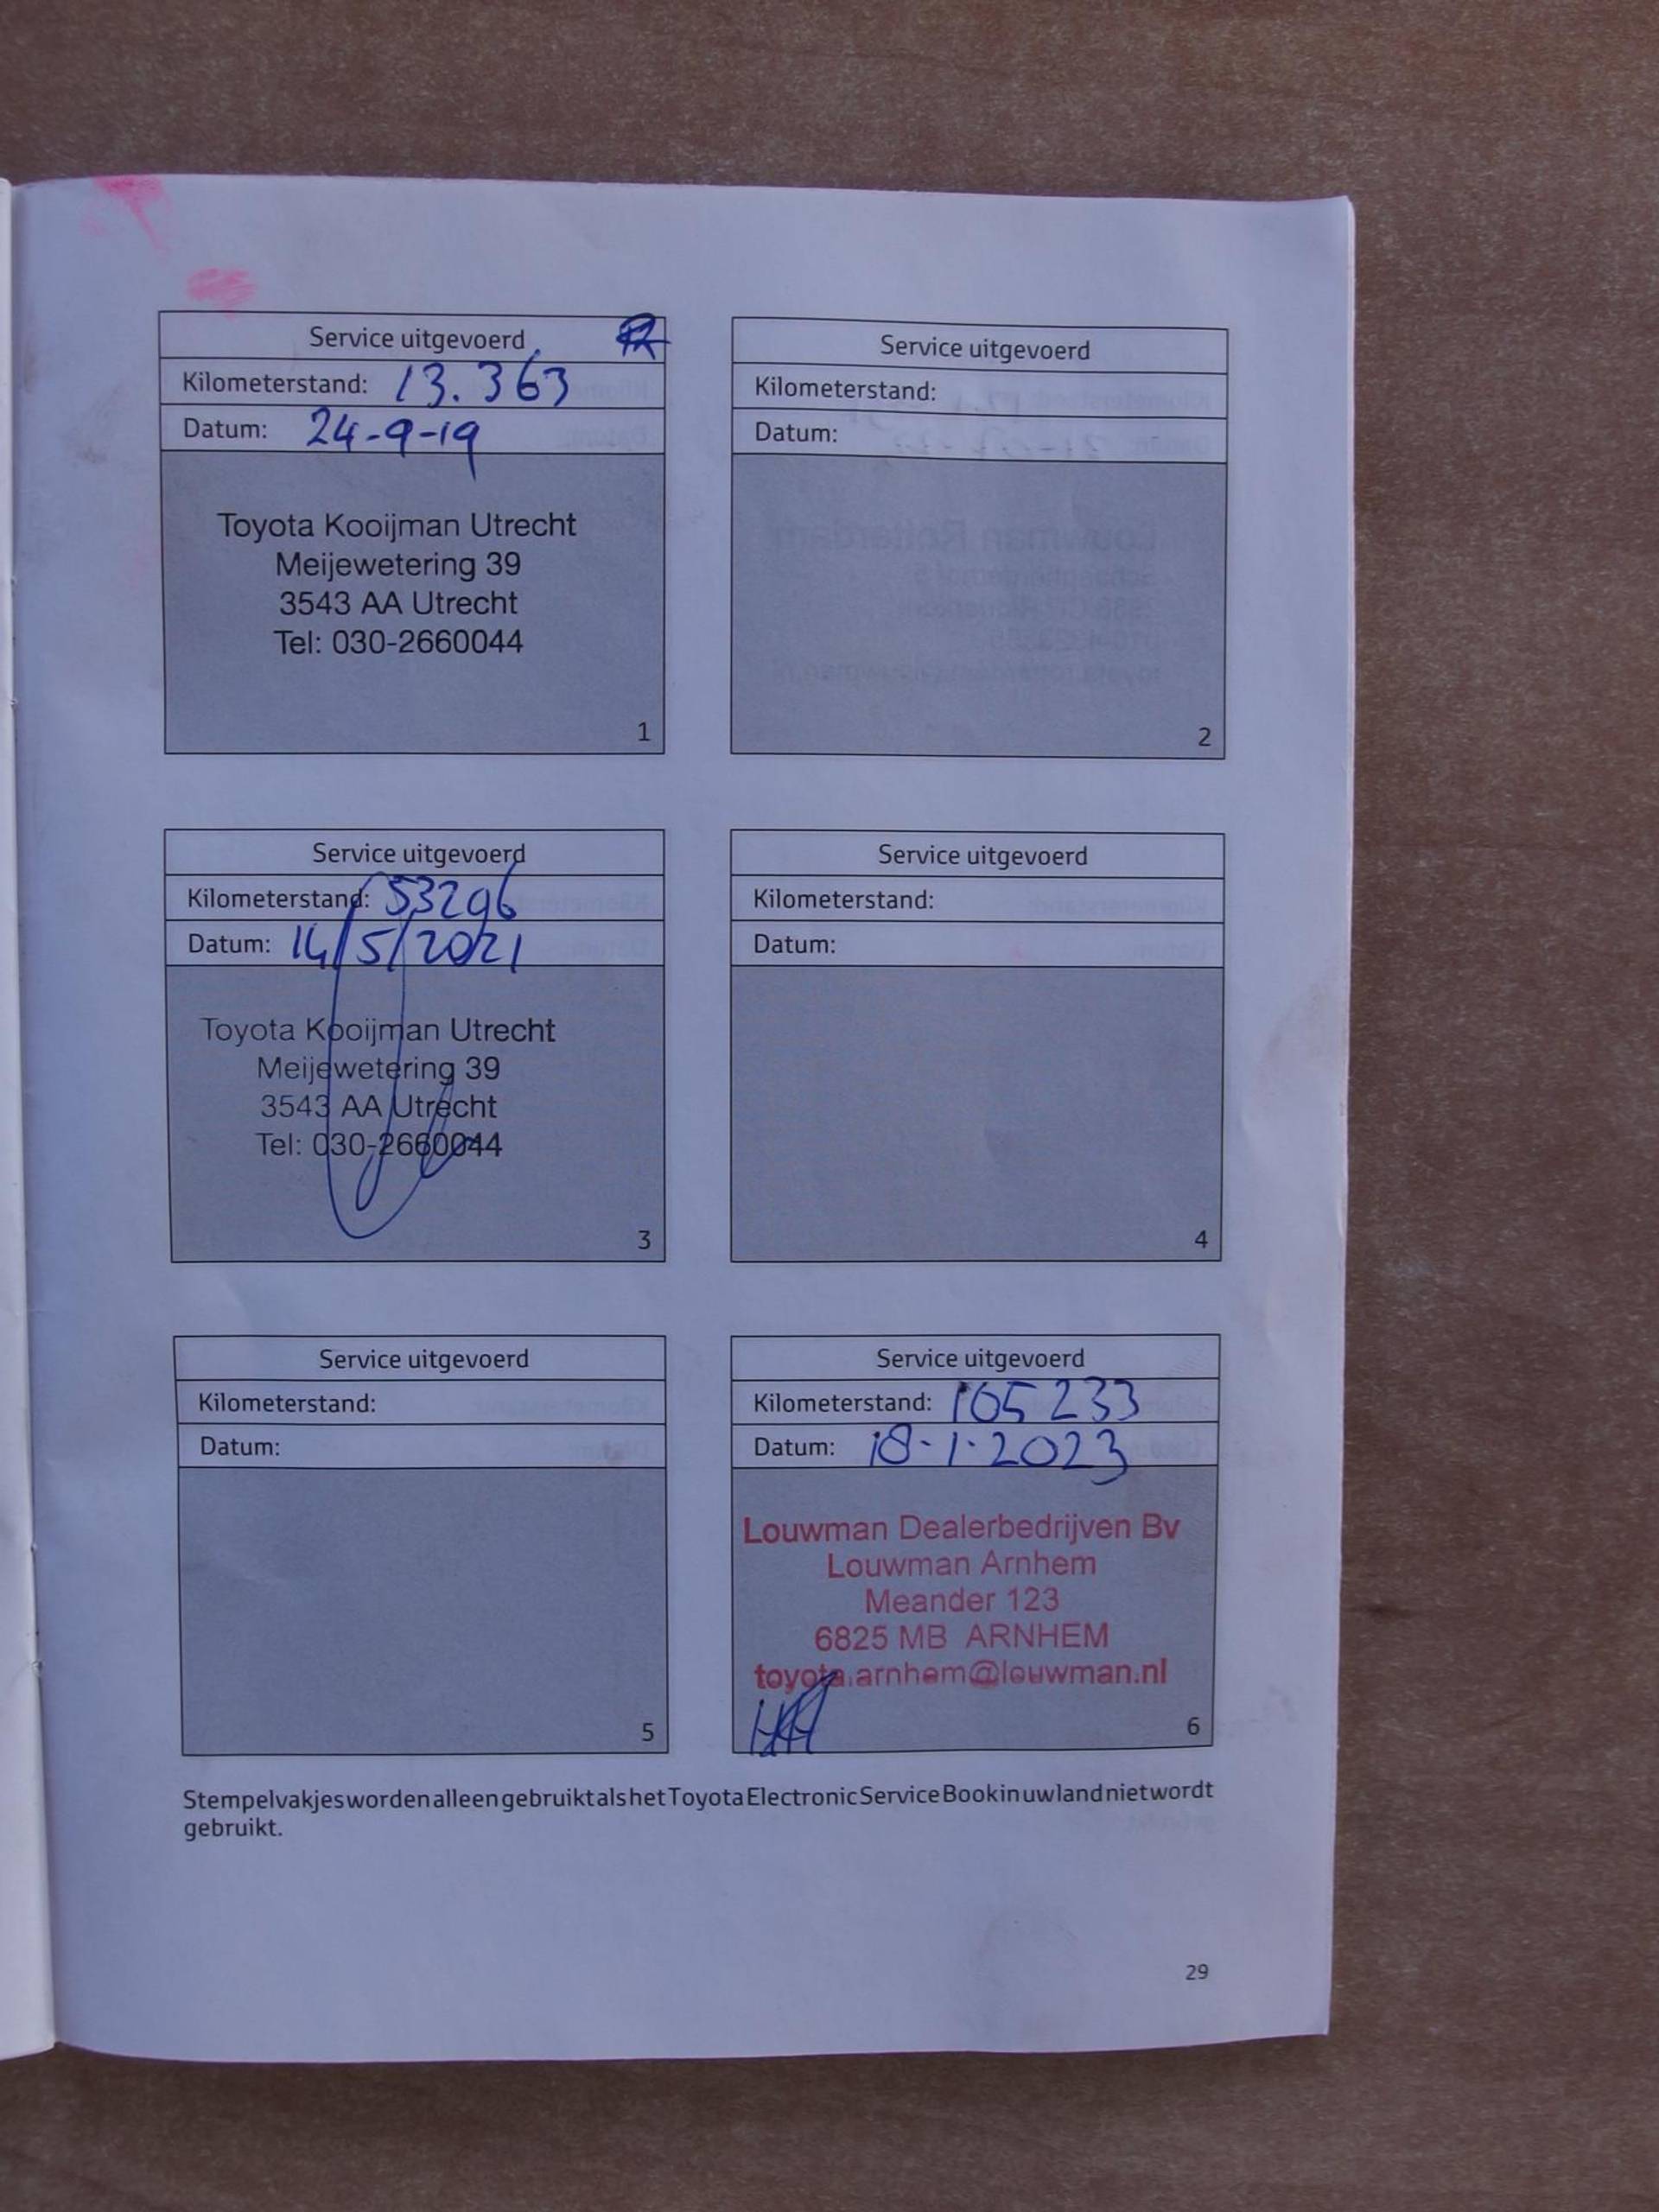 Service uitgevoerd
Kilometerstand: 13.363
Datum: 24-9-19
Toyota Kooijman Utrecht
Meijewetering 39
3543 AA Utrecht
Tel: 030-2660044
1
Service uitgevoerd
Kilometerstand:
Datum:
2
Service uitgevoerd
Kilometerstand: 53296
Datum: 14/5/2021
Toyota Kooijman Utrecht
Meijewetering 39
3543 AA Utrecht
Tel: 030-2660044
3
Service uitgevoerd
Kilometerstand:
Datum:
4
Service uitgevoerd
Kilometerstand:
Datum:
5
Service uitgevoerd
Kilometerstand: 105233
Datum: 18-1-2023
Louwman Dealerbedrijven Bv
Louwman Arnhem
Meander 123
6825 MB ARNHEM
toyota.arnhem@louwman.nl
6
Stempelvakjes worden alleen gebruikt als het Toyota Electronic Service Book in uw land niet wordt
gebruikt.
29